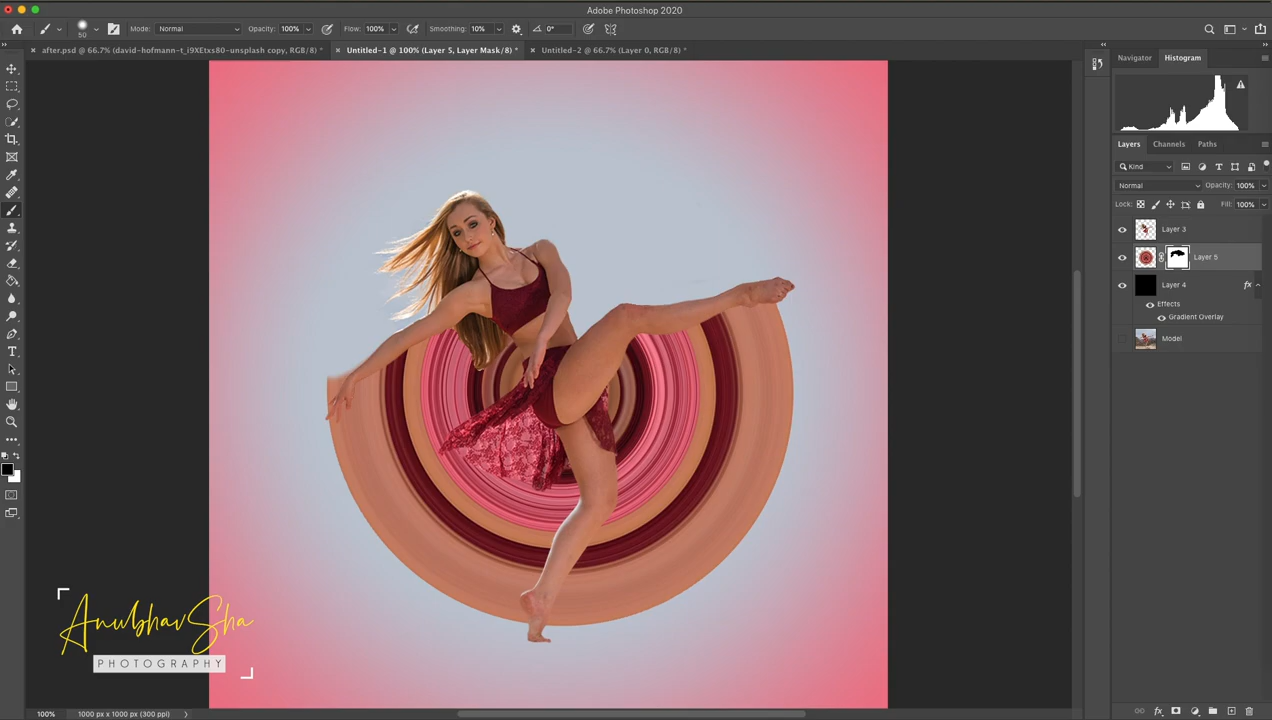 Adobe Photoshop 2020
50 Mode: Normal Opacity: 100% Flow: 100% Smoothing: 10% 0°
after.psd @ 66.7% (david-hofmann-t_i9XEtxs80-unsplash copy, RGB/8) * Untitled-1 @ 100% (Layer 5, Layer Mask/8) * Untitled-2 @ 66.7% (Layer 0, RGB/8) *
Navigator Histogram
Layers Channels Paths
Kind
Normal Opacity: 100%
Lock: Fill: 100%
Layer 3
Layer 5
Layer 4 fx
Effects
Gradient Overlay
Model
AnubhavSha
PHOTOGRAPHY
100% 1000 px x 1000 px (300 ppi)
fx